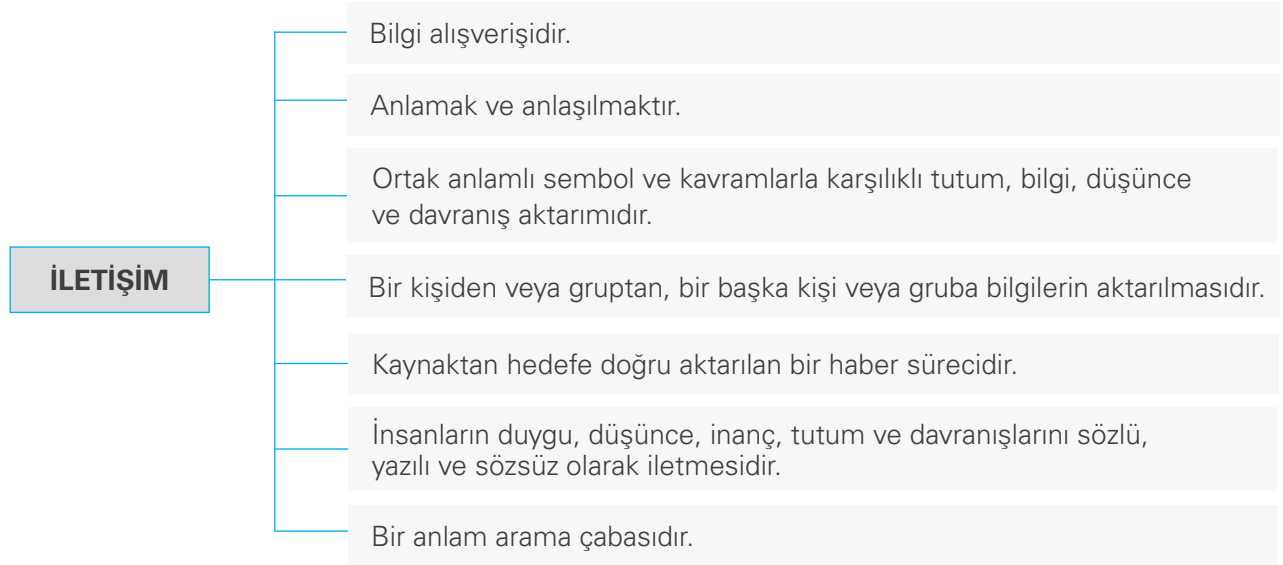 Bilgi alışverişidir.
Anlamak ve anlaşılmaktır.
Ortak anlamlı sembol ve kavramlarla karşılıklı tutum, bilgi, düşünce
ve davranış aktarımıdır.
İLETİŞİM
Bir kişiden veya gruptan, bir başka kişi veya gruba bilgilerin aktarılmasıdır.
Kaynaktan hedefe doğru aktarılan bir haber sürecidir.
İnsanların duygu, düşünce, inanç, tutum ve davranışlarını sözlü,
yazılı ve sözsüz olarak iletmesidir.
Bir anlam arama çabasıdır.